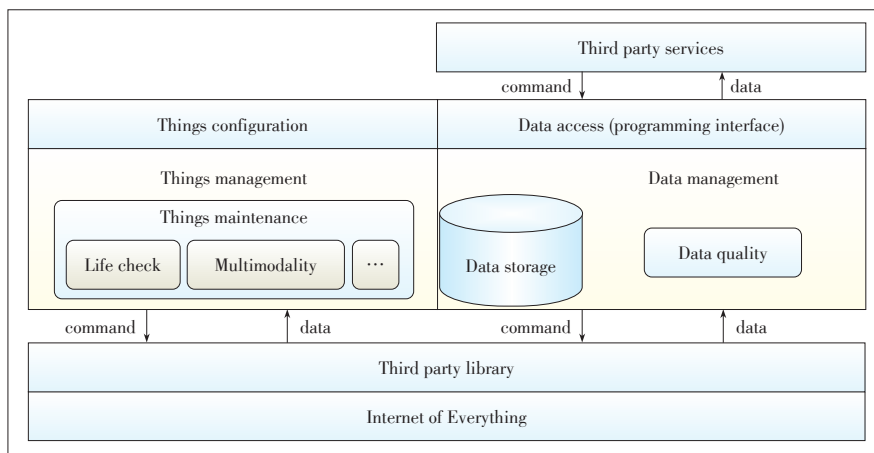 Third party services
command
data
Things configuration
Data access (programming interface)
Things management
Data management
Things maintenance
Life check
Multimodality
...
Data storage
Data quality
command
data
command
data
Third party library
Internet of Everything